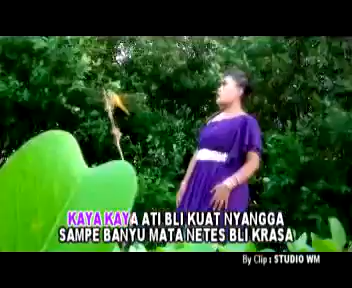 KAYA KAYA ATI BLI KUAT NYANGGA
SAMPE BANYU MATA NETES BLI KRASA
By Clip : STUDIO WM